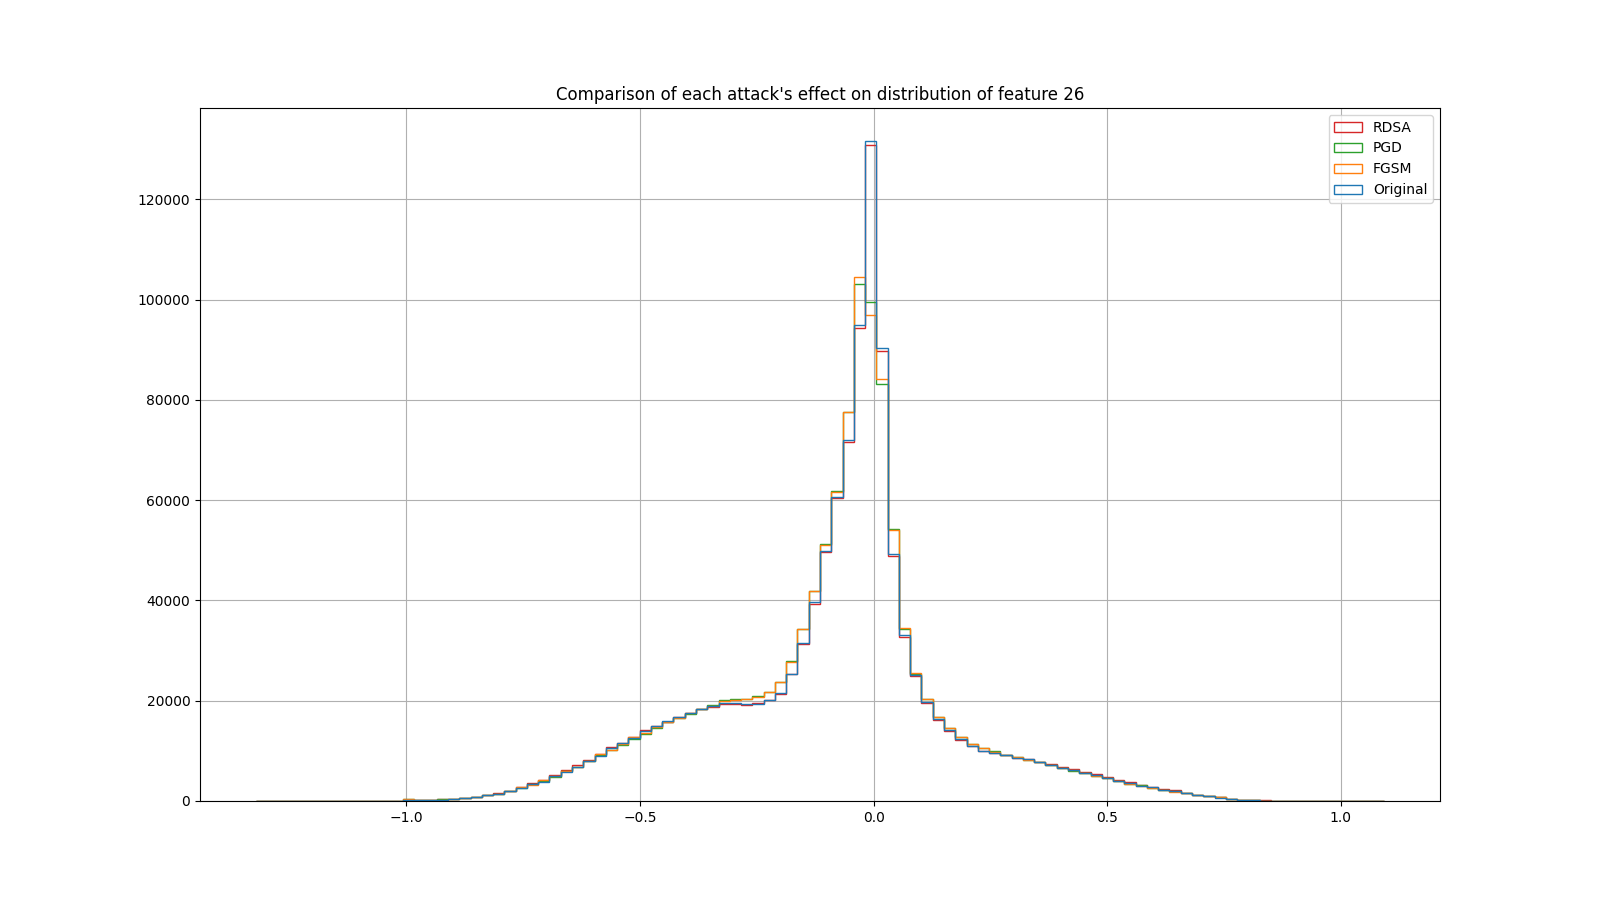 Comparison of each attack's effect on distribution of feature 26
RDSA
PGD
FGSM
Original
120000
100000
80000
60000
40000
20000
0
−1.0
−0.5
0.0
0.5
1.0